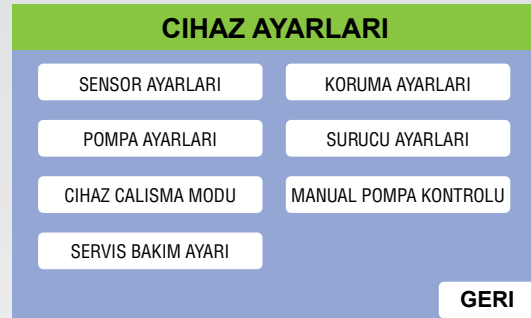 CIHAZ AYARLARI
SENSOR AYARLARI
KORUMA AYARLARI
POMPA AYARLARI
SURUCU AYARLARI
CIHAZ CALISMA MODU
MANUAL POMPA KONTROLU
SERVIS BAKIM AYARI
GERI